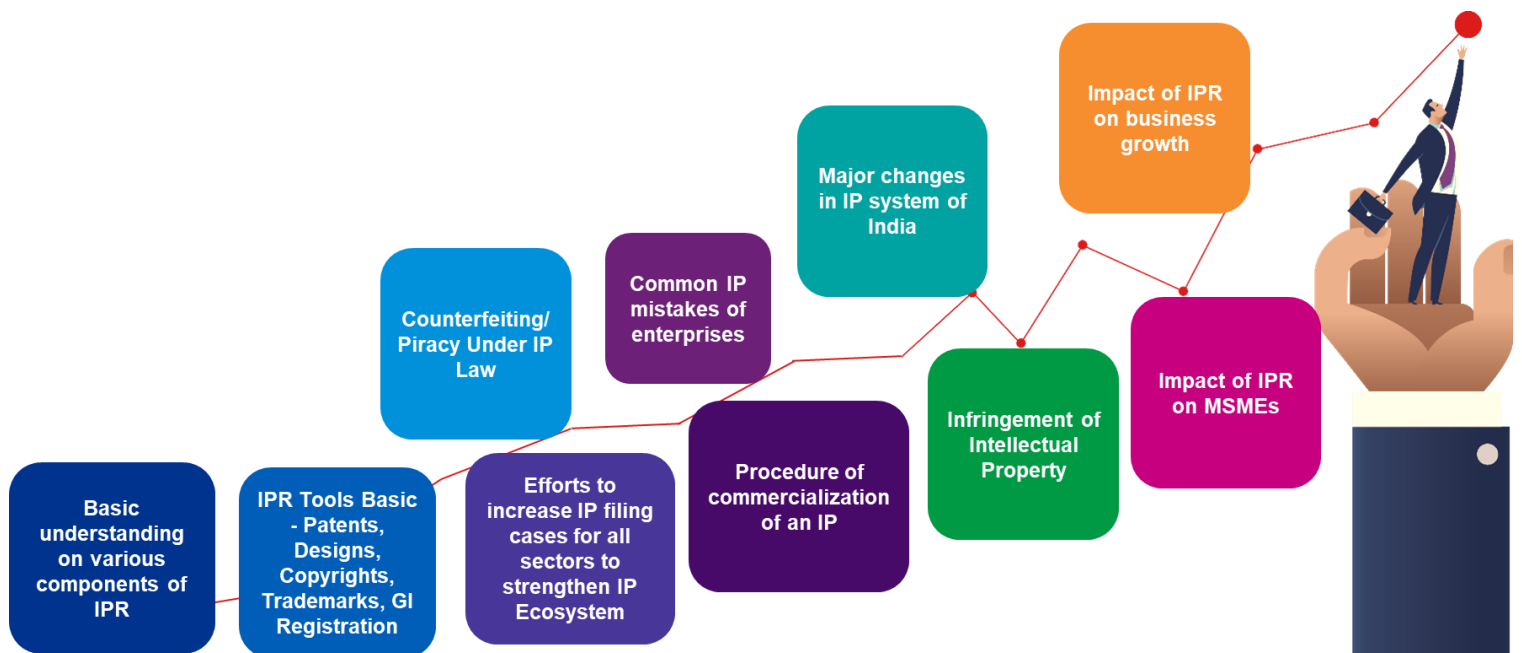 Basic
understanding
on various
components of
IPR
IPR Tools Basic
- Patents,
Designs,
Copyrights,
Trademarks, GI
Registration
Counterfeiting/
Piracy Under IP
Law
Efforts to
increase IP filing
cases for all
sectors to
strengthen IP
Ecosystem
Common IP
mistakes of
enterprises
Procedure of
commercialization
of an IP
Major changes
in IP system of
India
Infringement of
Intellectual
Property
Impact of IPR
on business
growth
Impact of IPR
on MSMEs